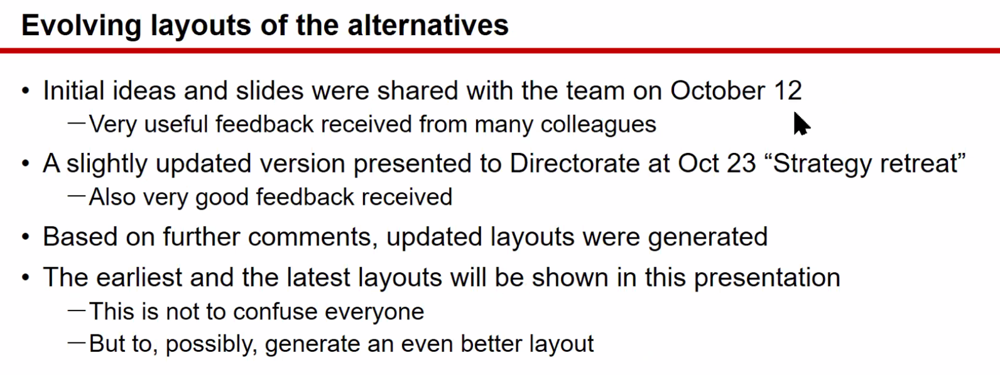 Evolving layouts of the alternatives
• Initial ideas and slides were shared with the team on October 12
—Very useful feedback received from many colleagues
• A slightly updated version presented to Directorate at Oct 23 “Strategy retreat”
—Also very good feedback received
• Based on further comments, updated layouts were generated
• The earliest and the latest layouts will be shown in this presentation
—This is not to confuse everyone
—But to, possibly, generate an even better layout